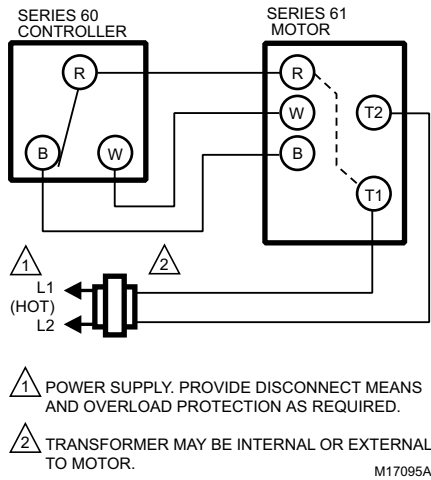 SERIES 60
CONTROLLER
SERIES 61
MOTOR
R
B
W
R
W
B
T2
T1
1
2
L1
(HOT)
L2
1 POWER SUPPLY. PROVIDE DISCONNECT MEANS
AND OVERLOAD PROTECTION AS REQUIRED.
2 TRANSFORMER MAY BE INTERNAL OR EXTERNAL
TO MOTOR.
M17095A